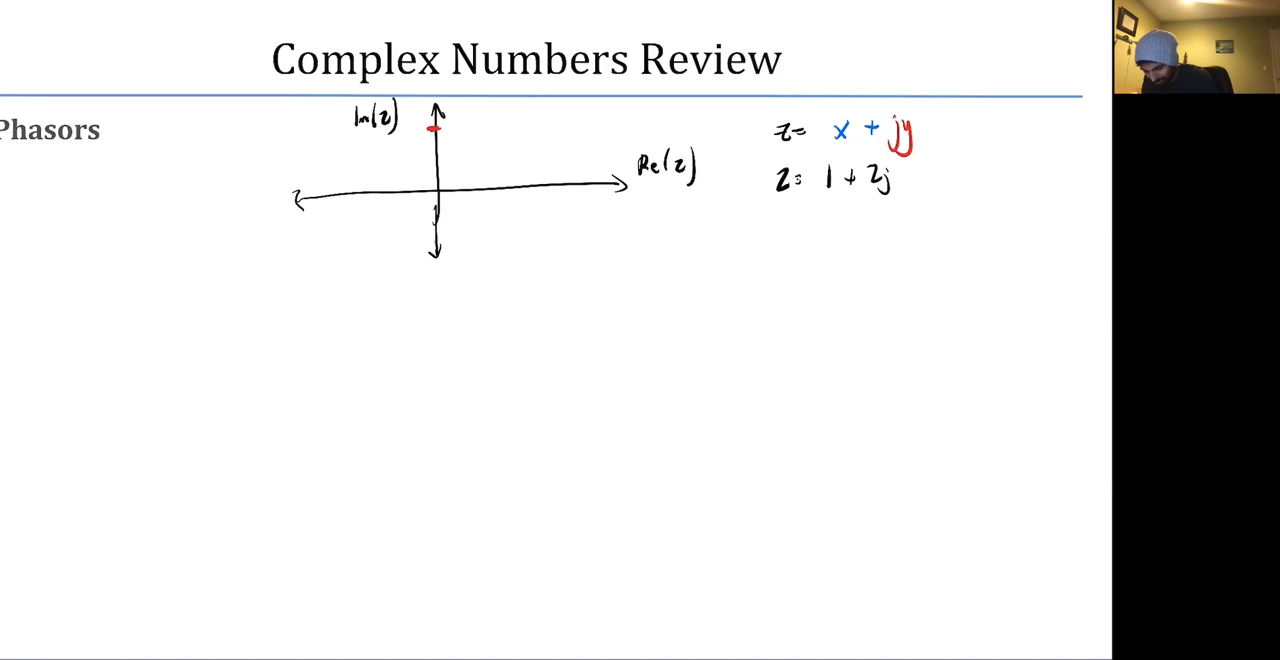 Complex Numbers Review
Phasors
Im(z)
Re(z)
z= x + jy
z= 1 + 2j